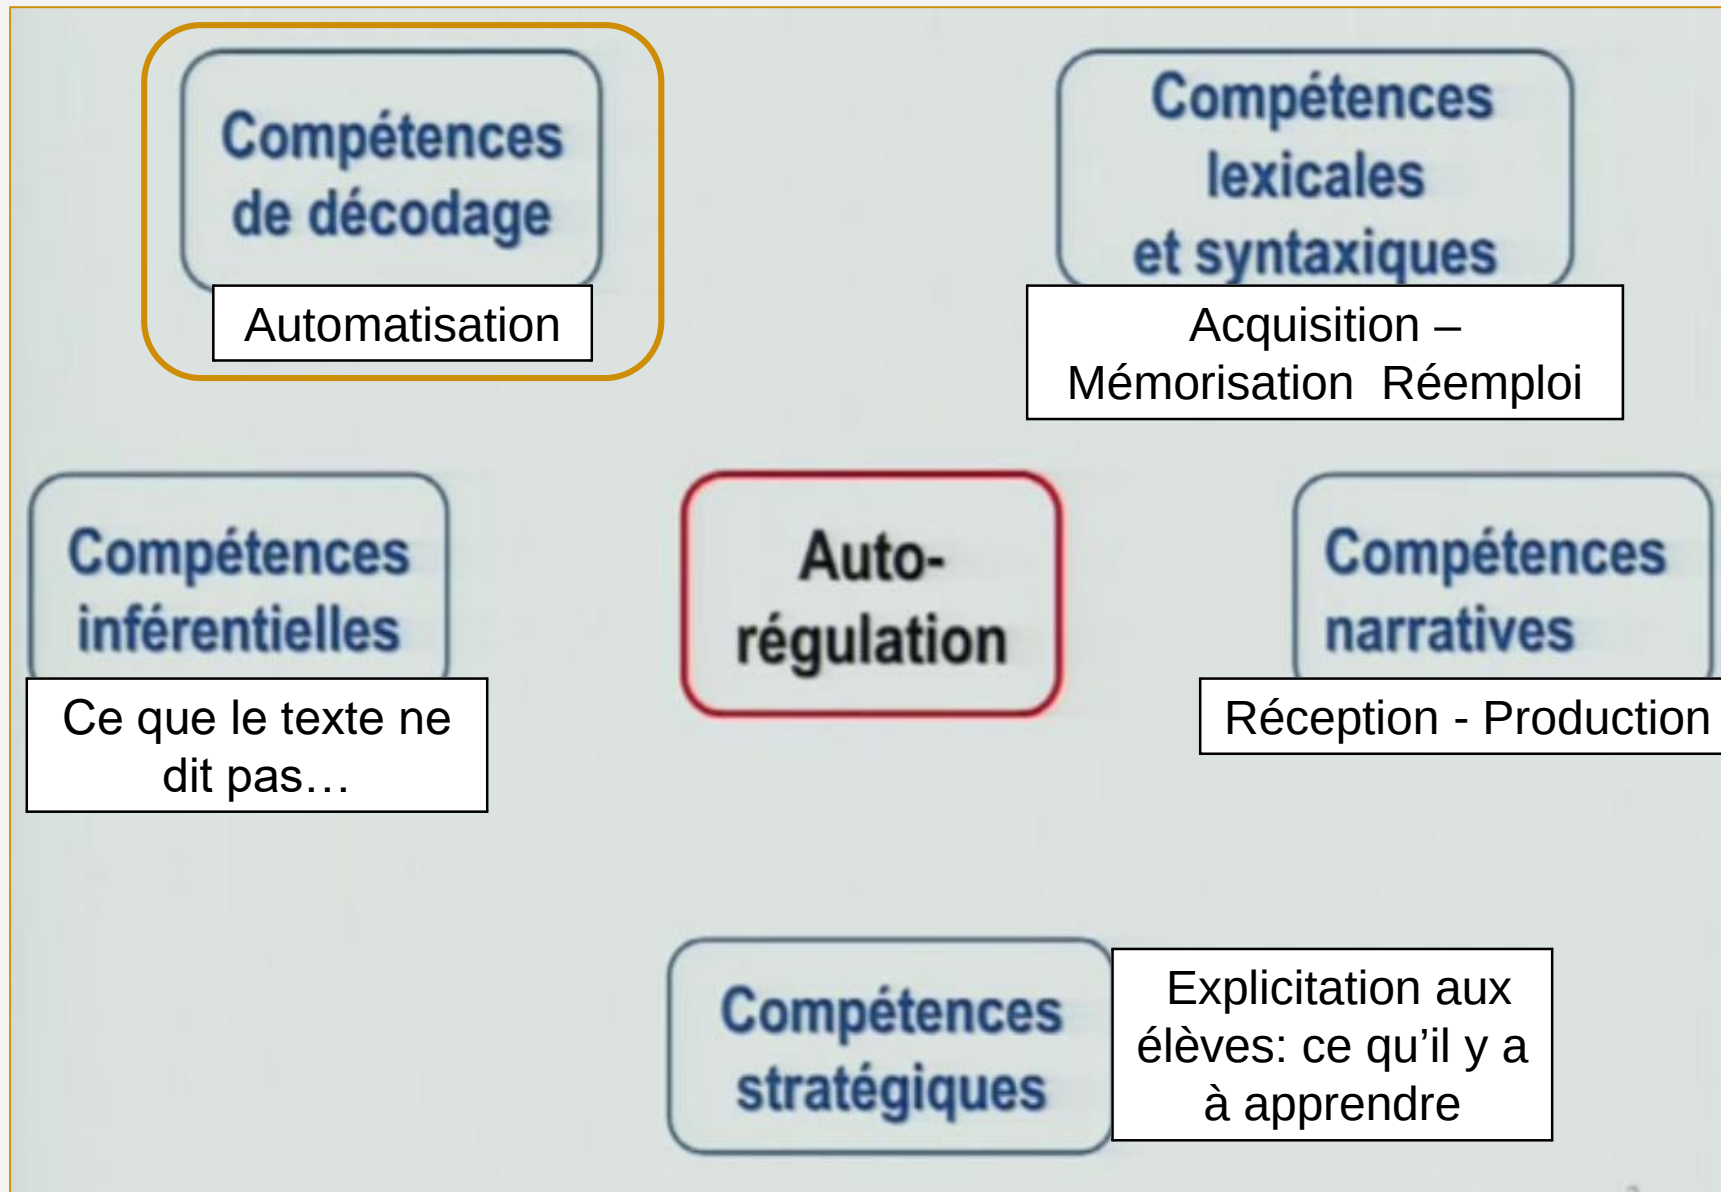 Compétences
de décodage
Automatisation
Compétences
lexicales
et syntaxiques
Acquisition –
Mémorisation  Réemploi
Compétences
inférentielles
Ce que le texte ne
dit pas…
Auto-
régulation
Compétences
narratives
Réception - Production
Compétences
stratégiques
Explicitation aux
élèves: ce qu’il y a
à apprendre